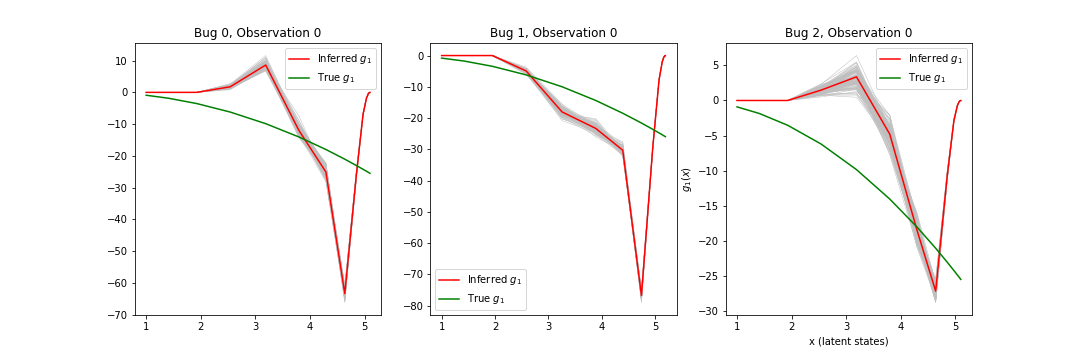 Bug 0, Observation 0
10
0
−10
−20
−30
−40
−50
−60
−70
1 2 3 4 5
Inferred g₁
True g₁
Bug 1, Observation 0
0
−10
−20
−30
−40
−50
−60
−70
−80
1 2 3 4 5
Inferred g₁
True g₁
Bug 2, Observation 0
g₁(x)
5
0
−5
−10
−15
−20
−25
−30
1 2 3 4 5
x (latent states)
Inferred g₁
True g₁